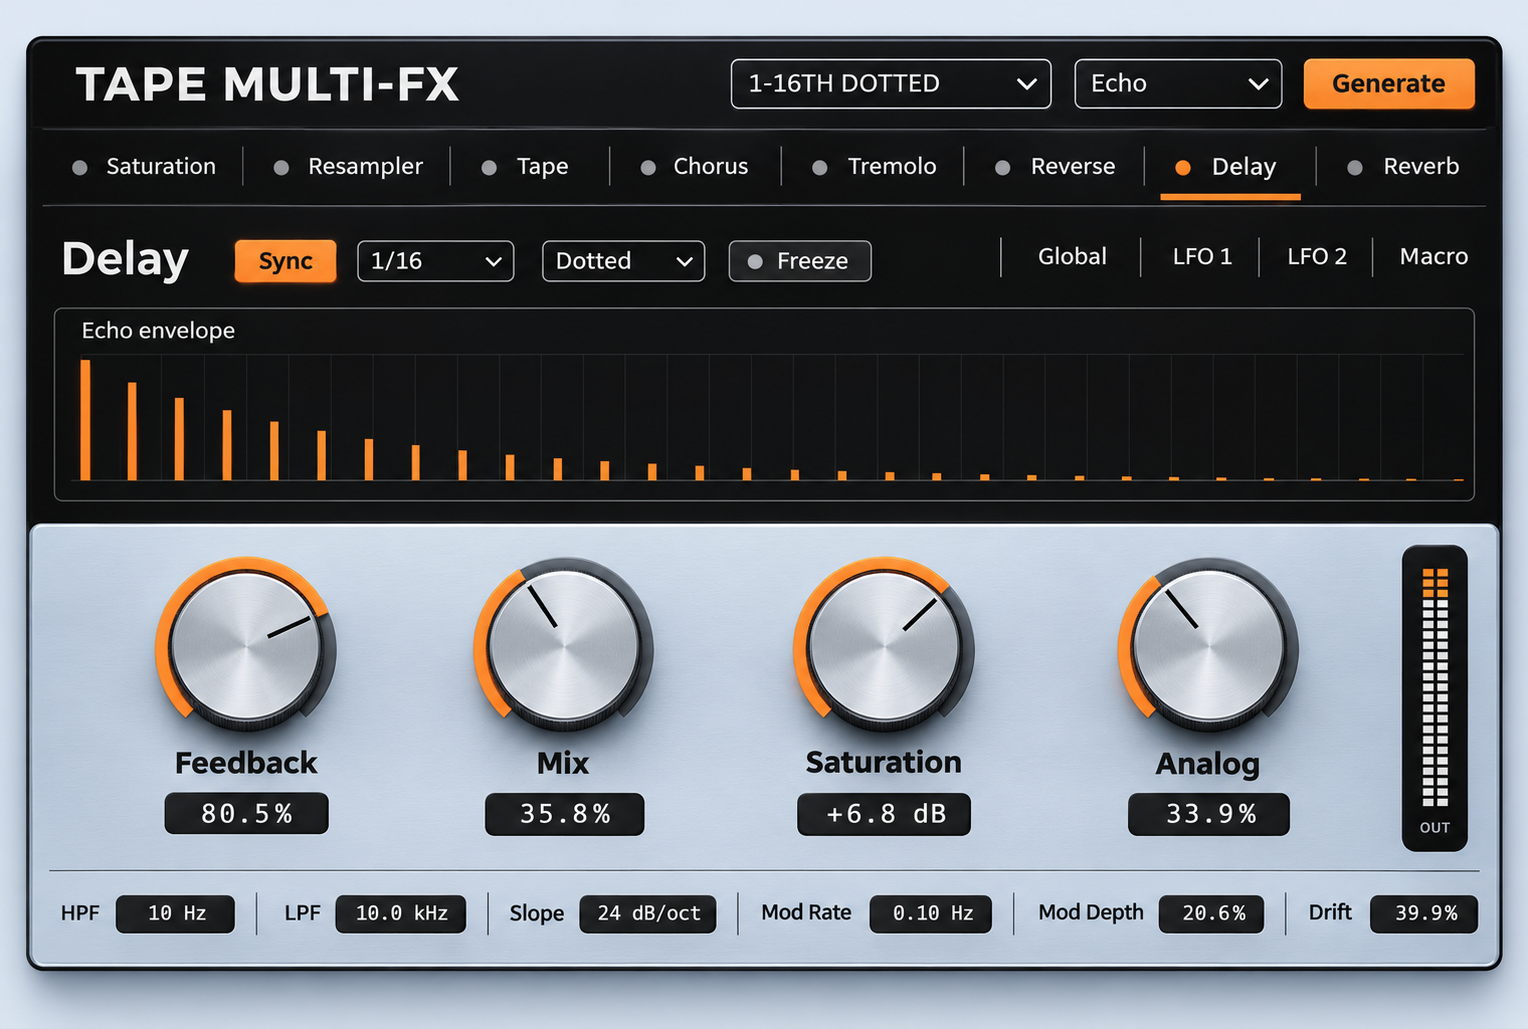 TAPE MULTI-FX
1-16TH DOTTED
Echo
Generate
Saturation
Resampler
Tape
Chorus
Tremolo
Reverse
Delay
Reverb
Delay
Sync
1/16
Dotted
Freeze
Global
LFO 1
LFO 2
Macro
Echo envelope
Feedback
80.5%
Mix
35.8%
Saturation
+6.8 dB
Analog
33.9%
OUT
HPF
10 Hz
LPF
10.0 kHz
Slope
24 dB/oct
Mod Rate
0.10 Hz
Mod Depth
20.6%
Drift
39.9%